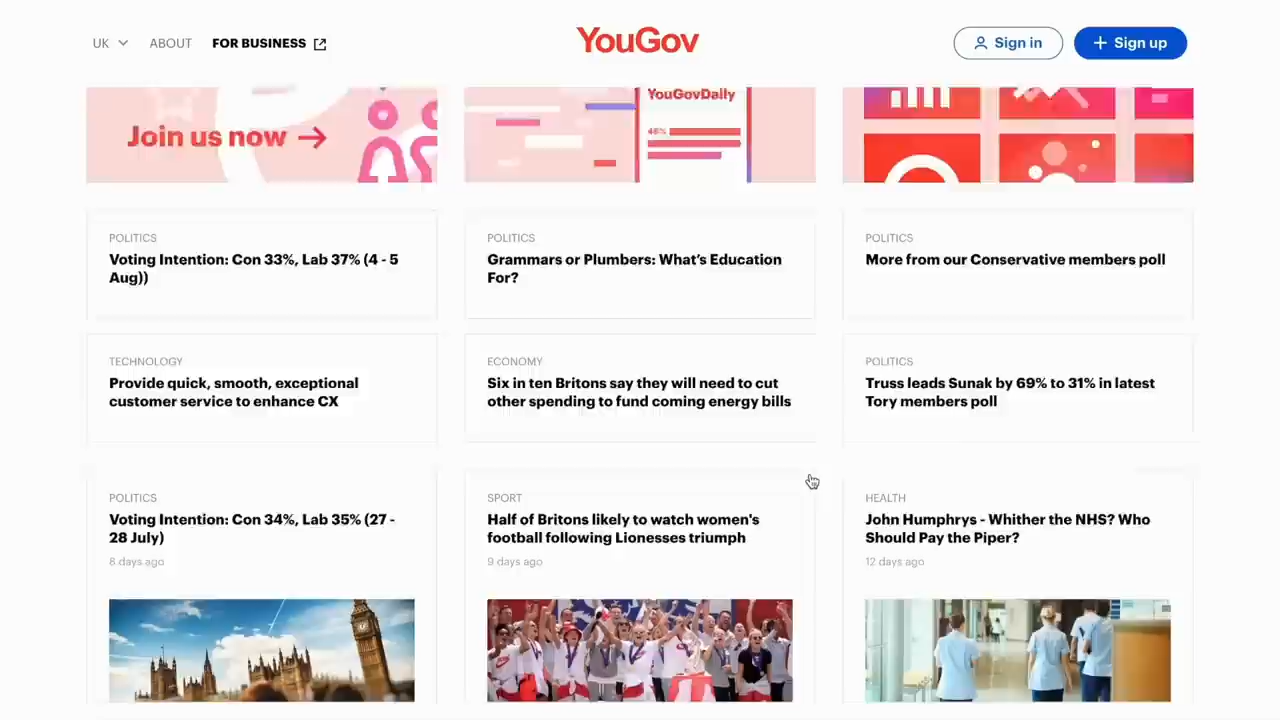 UK
ABOUT
FOR BUSINESS
YouGov
Sign in
Sign up
Join us now →
YouGovDaily
46%
POLITICS
Voting Intention: Con 33%, Lab 37% (4 - 5
Aug))
POLITICS
Grammars or Plumbers: What’s Education
For?
POLITICS
More from our Conservative members poll
TECHNOLOGY
Provide quick, smooth, exceptional
customer service to enhance CX
ECONOMY
Six in ten Britons say they will need to cut
other spending to fund coming energy bills
POLITICS
Truss leads Sunak by 69% to 31% in latest
Tory members poll
POLITICS
Voting Intention: Con 34%, Lab 35% (27 -
28 July)
8 days ago
SPORT
Half of Britons likely to watch women's
football following Lionesses triumph
9 days ago
HEALTH
John Humphrys - Whither the NHS? Who
Should Pay the Piper?
12 days ago